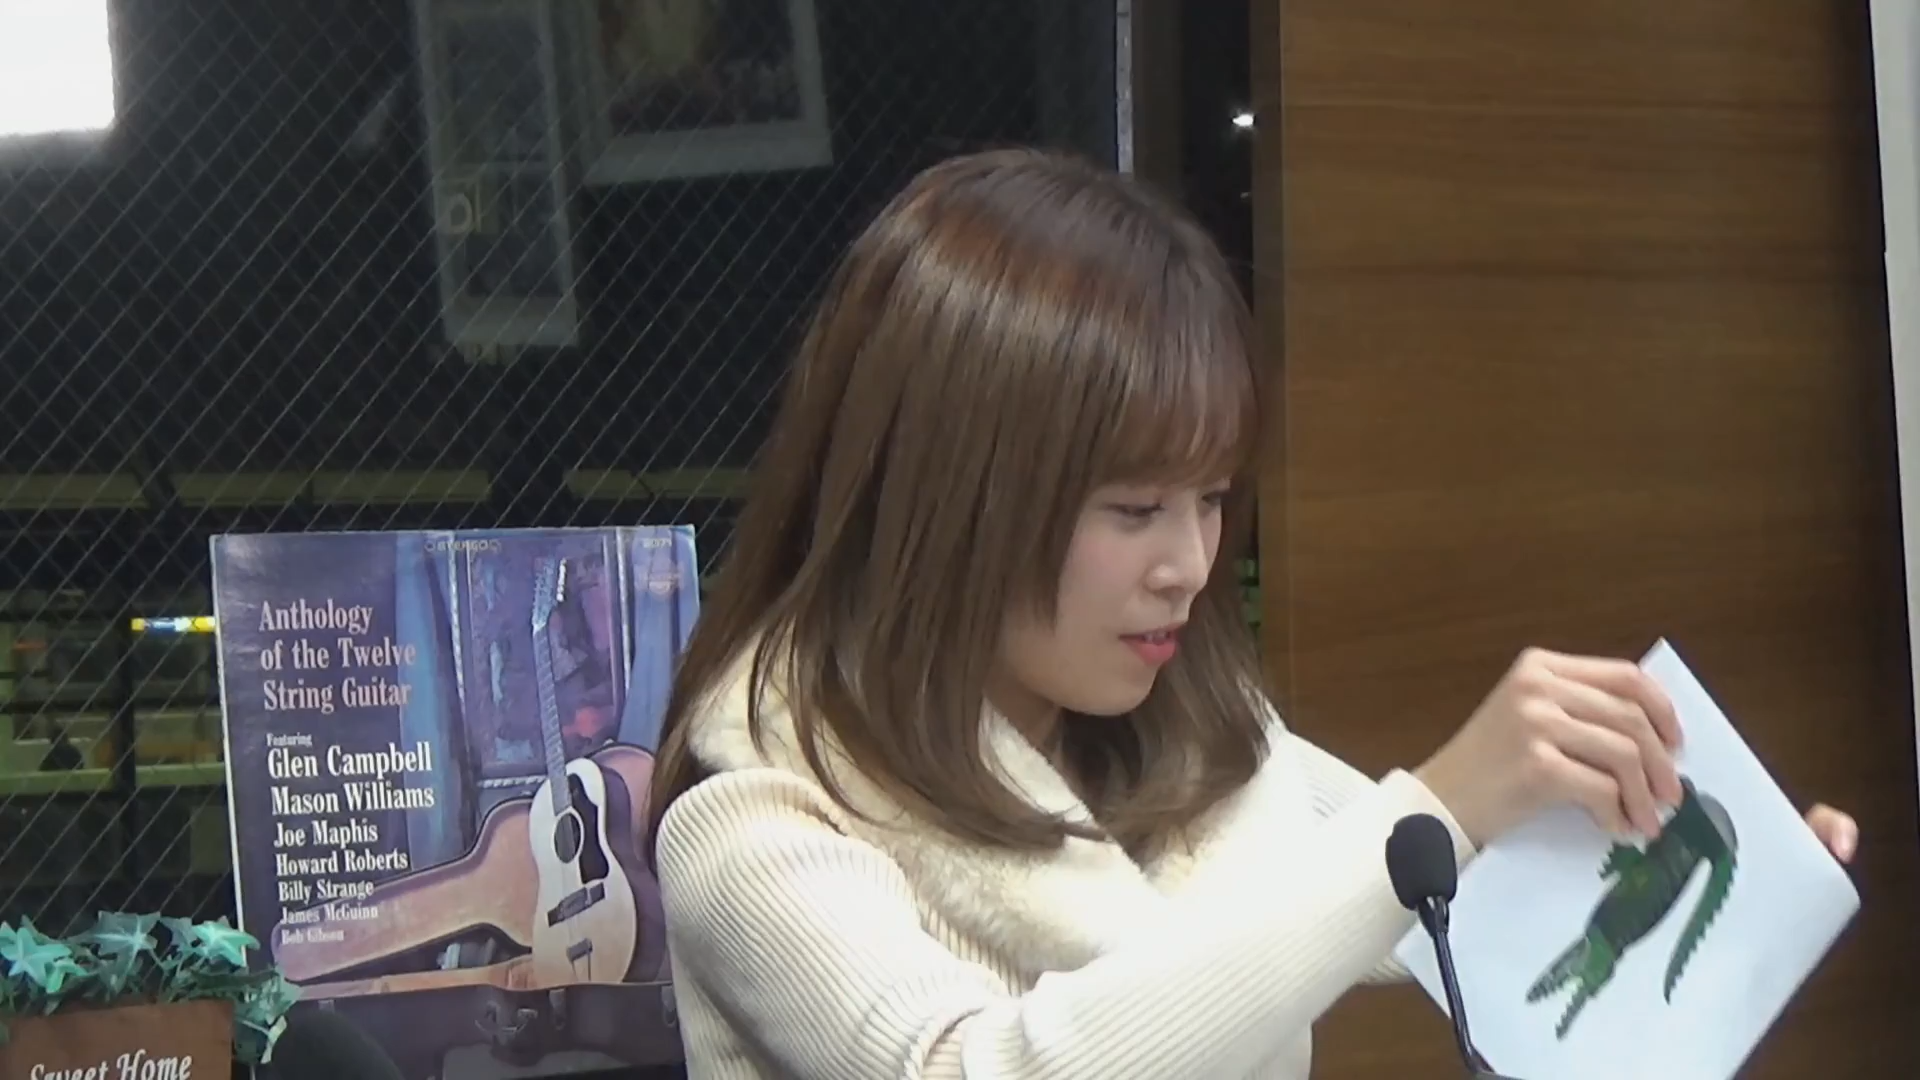 STEREO
Anthology
of the Twelve
String Guitar
Featuring
Glen Campbell
Mason Williams
Joe Maphis
Howard Roberts
Billy Strange
James McGuinn
Bob Gibson
Sweet Home